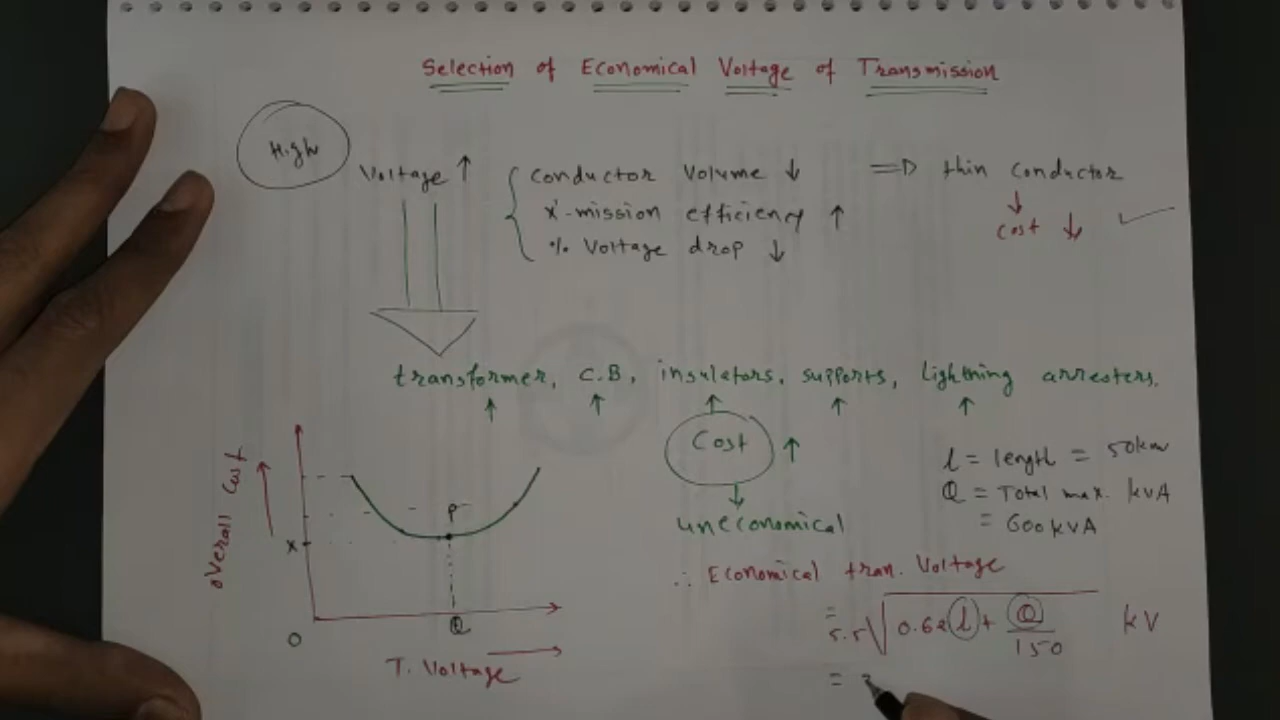 Selection of Economical Voltage of Transmission
High
Voltage ↑
conductor volume ↓ ⇒ thin conductor
x'-mission efficiency ↑
% Voltage drop ↓
↓
cost ↓ ✓
transformer, C.B, insulators, supports, Lightning arresters.
↑ ↑ ↑ ↑ ↑
Cost ↑
↓
uneconomical
l = length = 50km
Q = Total max. kVA
= 600kVA
∴ Economical tran. Voltage
= 5.5√0.62l + Q/150 kV
=
Overall Cost
P
X
O
Q
T. Voltage